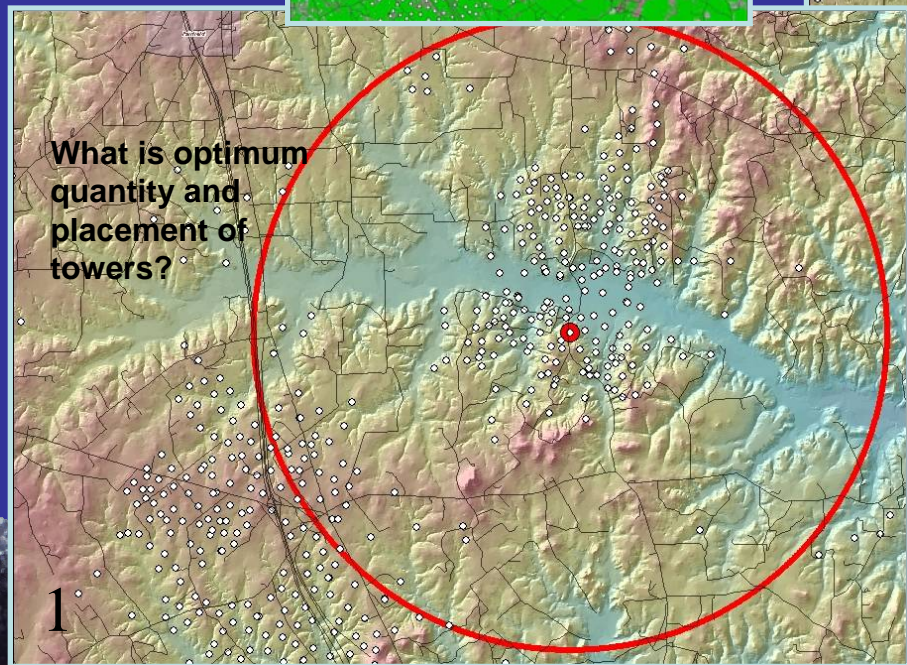 What is optimum
quantity and
placement of
towers?
1